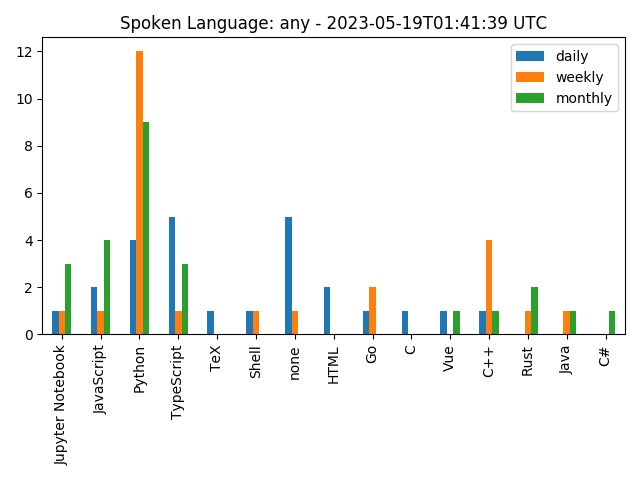 Spoken Language: any - 2023-05-19T01:41:39 UTC
daily
weekly
monthly
12
10
8
6
4
2
0
Jupyter Notebook
JavaScript
Python
TypeScript
TeX
Shell
none
HTML
Go
C
Vue
C++
Rust
Java
C#